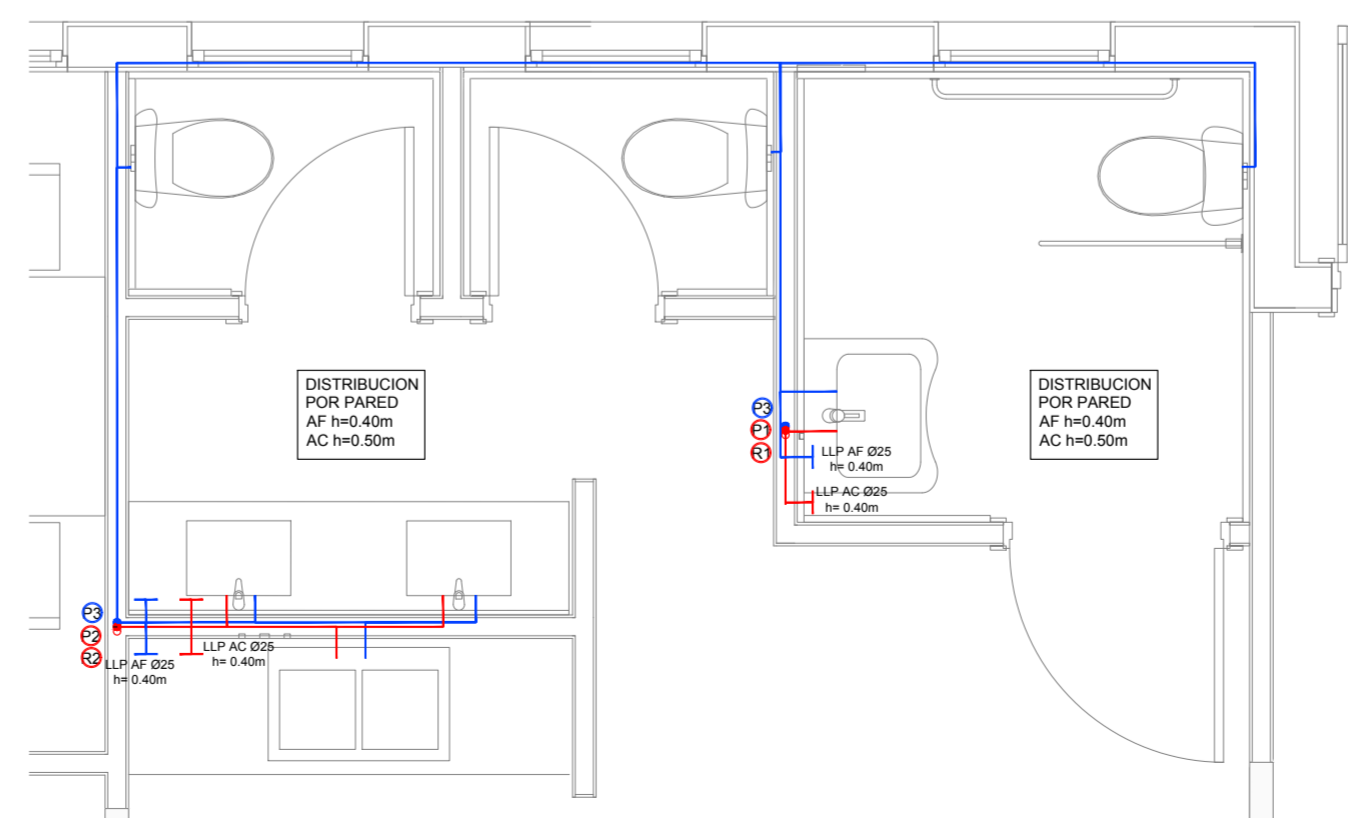 DISTRIBUCION
POR PARED
AF h=0.40m
AC h=0.50m
P3
P1
R1
LLP AF Ø25
h= 0.40m
LLP AC Ø25
h= 0.40m
DISTRIBUCION
POR PARED
AF h=0.40m
AC h=0.50m
P3
P2
R2
LLP AF Ø25
h= 0.40m
LLP AC Ø25
h= 0.40m